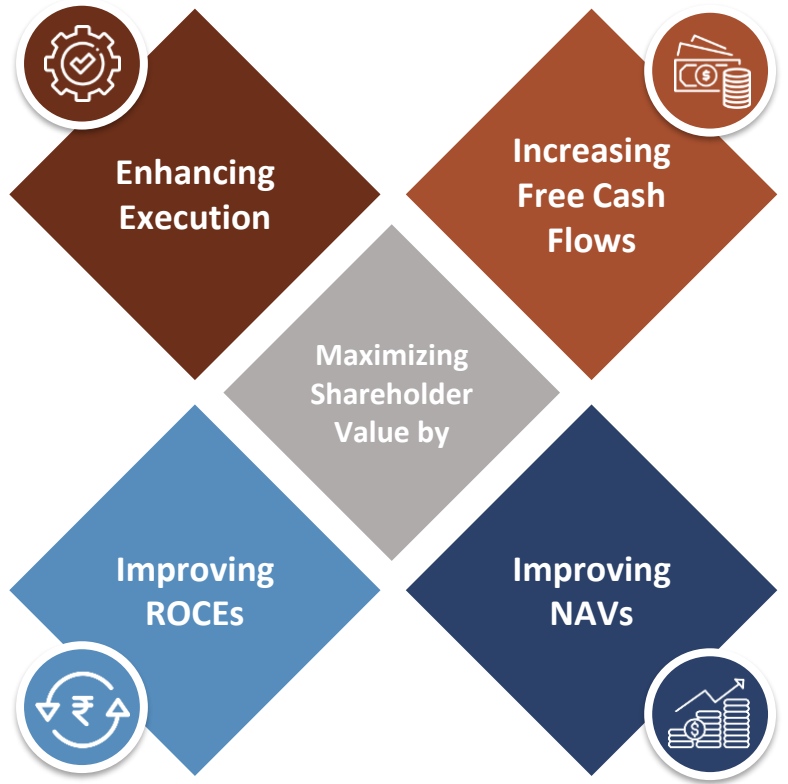 Enhancing
Execution
Increasing
Free Cash
Flows
Maximizing
Shareholder
Value by
Improving
ROCEs
Improving
NAVs
$
₹
$